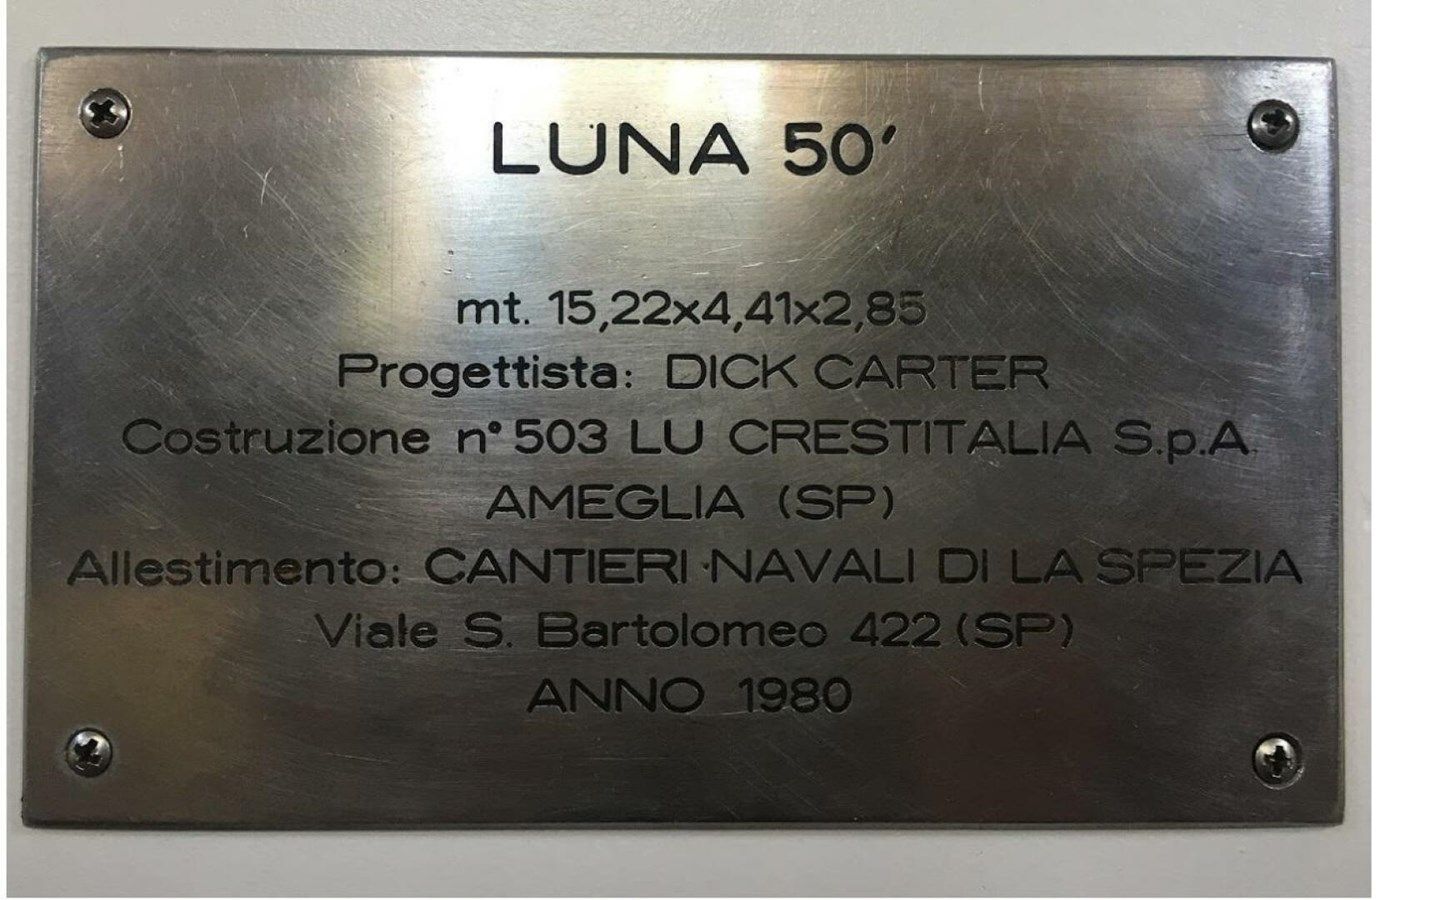 LUNA 50'
mt. 15,22x4,41x2,85
Progettista: DICK CARTER
Costruzione n° 503 LU CRESTITALIA S.p.A.
AMEGLIA (SP)
Allestimento: CANTIERI NAVALI DI LA SPEZIA
Viale S. Bartolomeo 422 (SP)
ANNO 1980